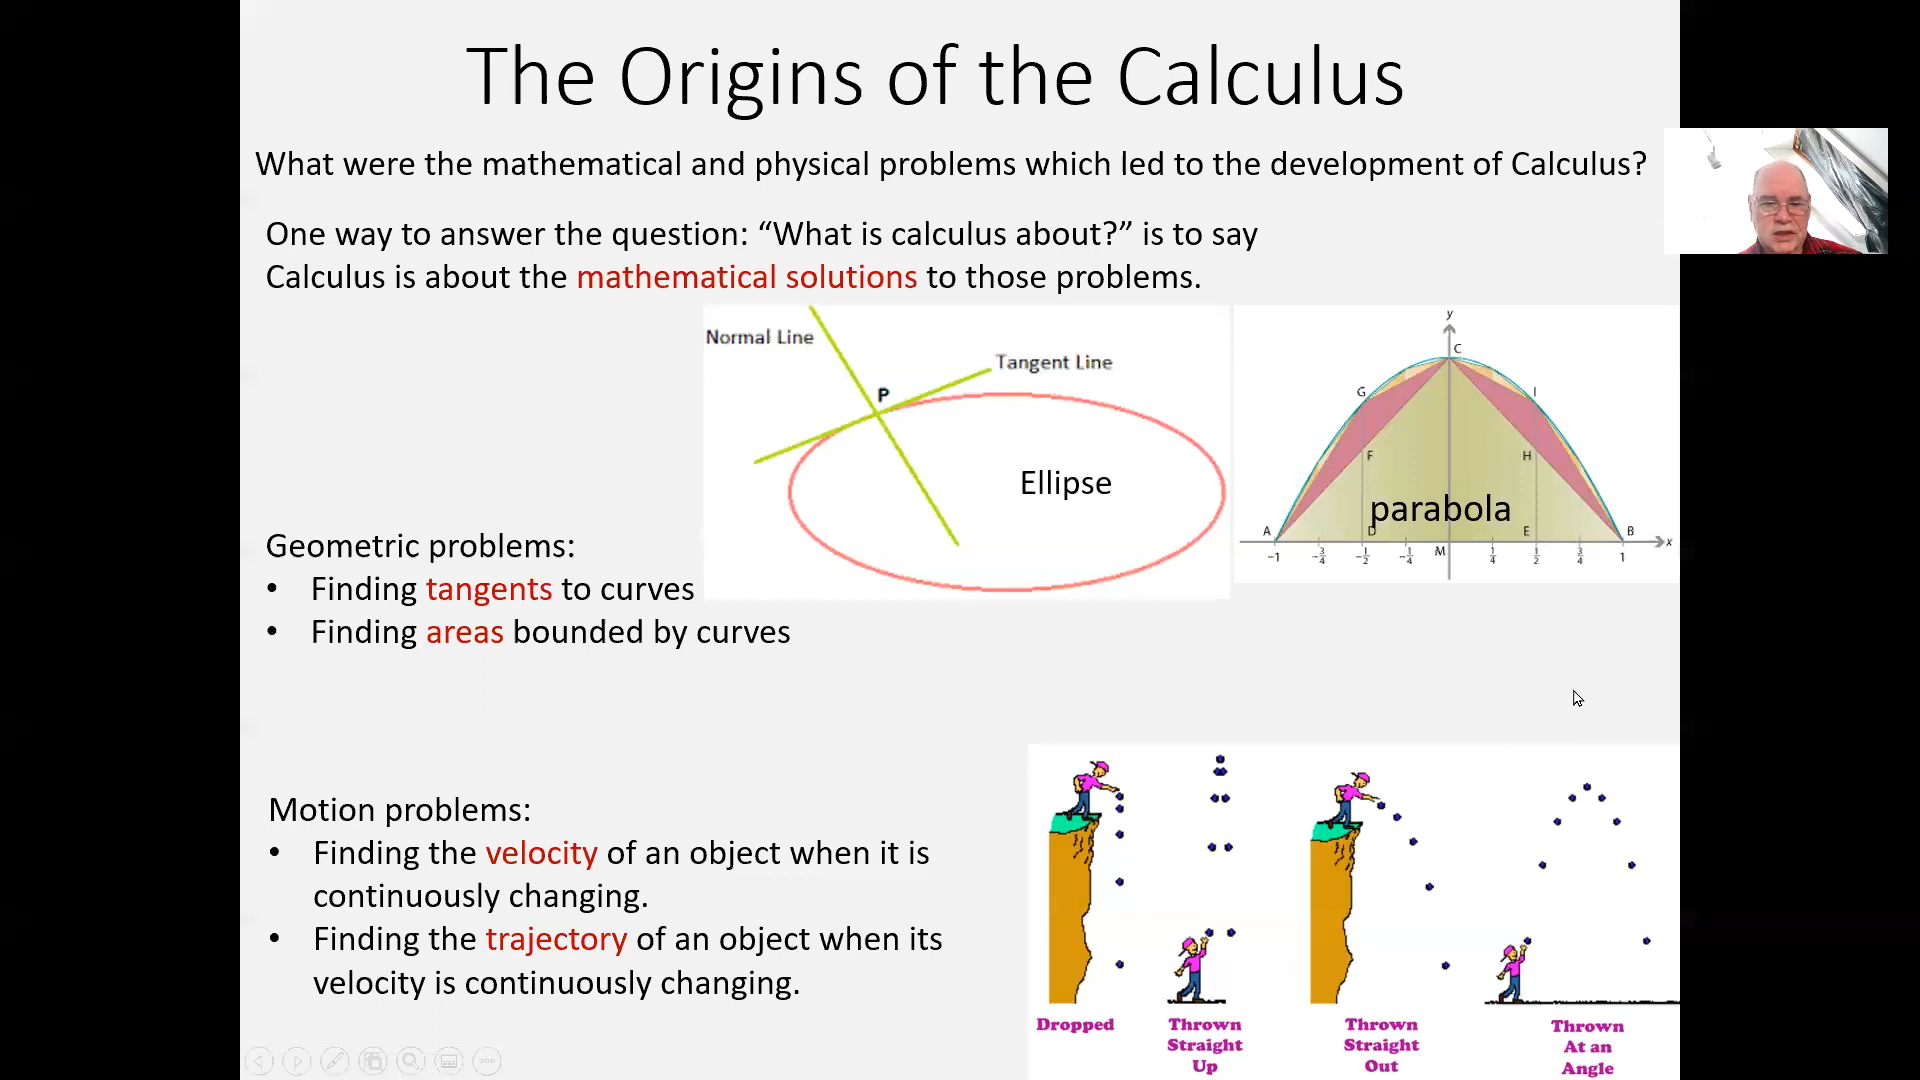 The Origins of the Calculus
What were the mathematical and physical problems which led to the development of Calculus?
One way to answer the question: “What is calculus about?” is to say
Calculus is about the mathematical solutions to those problems.
Normal Line
Tangent Line
P
Ellipse
y
C
G
I
F
H
parabola
A
D
E
B
M
x
-1
-3/4
-1/2
-1/4
1/4
1/2
3/4
1
Geometric problems:
• Finding tangents to curves
• Finding areas bounded by curves
Motion problems:
• Finding the velocity of an object when it is
continuously changing.
• Finding the trajectory of an object when its
velocity is continuously changing.
Dropped
Thrown
Straight
Up
Thrown
Straight
Out
Thrown
At an
Angle